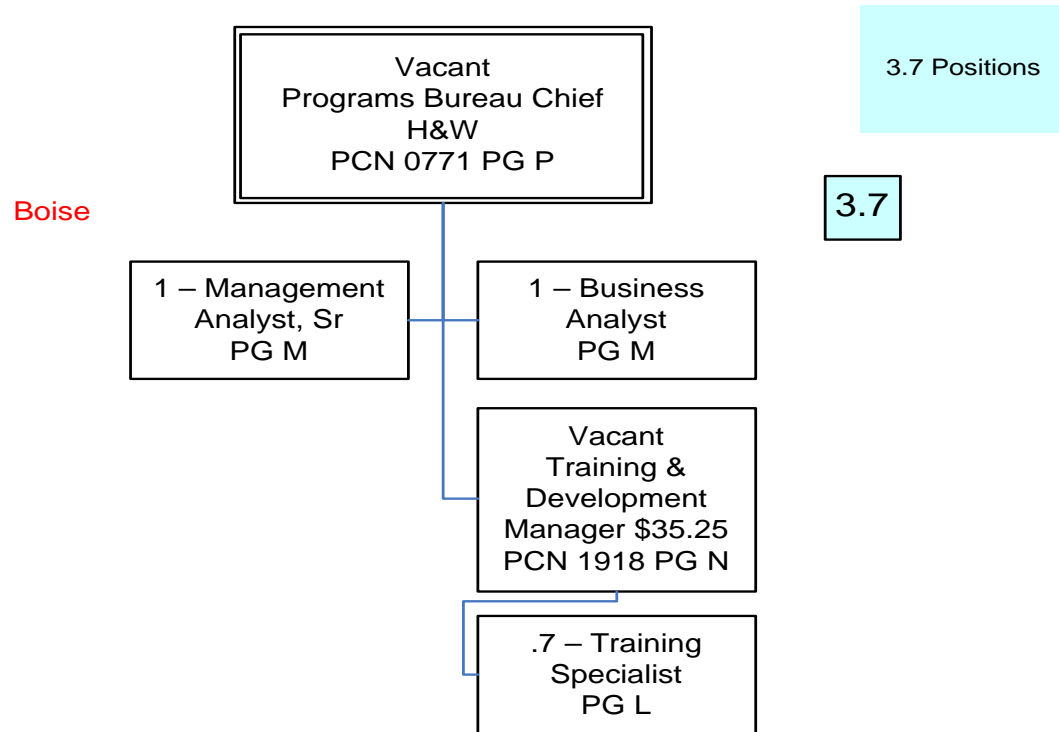 Vacant
Programs Bureau Chief
H&W
PCN 0771 PG P
3.7 Positions
Boise
3.7
1 – Management
Analyst, Sr
PG M
1 – Business
Analyst
PG M
Vacant
Training &
Development
Manager $35.25
PCN 1918 PG N
.7 – Training
Specialist
PG L